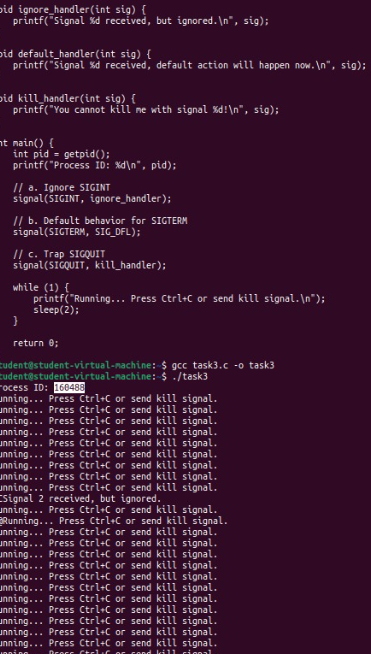 oid ignore_handler(int sig) {
printf("Signal %d received, but ignored.\n", sig);
oid default_handler(int sig) {
printf("Signal %d received, default action will happen now.\n", sig);
oid kill_handler(int sig) {
printf("You cannot kill me with signal %d!\n", sig);
nt main() {
int pid = getpid();
printf("Process ID: %d\n", pid);
// a. Ignore SIGINT
signal(SIGINT, ignore_handler);
// b. Default behavior for SIGTERM
signal(SIGTERM, SIG_DFL);
// c. Trap SIGQUIT
signal(SIGQUIT, kill_handler);
while (1) {
printf("Running... Press Ctrl+C or send kill signal.\n");
sleep(2);
}
return 0;
tudent@student-virtual-machine:~$ gcc task3.c -o task3
tudent@student-virtual-machine:~$ ./task3
rocess ID: 160488
unning... Press Ctrl+C or send kill signal.
unning... Press Ctrl+C or send kill signal.
unning... Press Ctrl+C or send kill signal.
unning... Press Ctrl+C or send kill signal.
unning... Press Ctrl+C or send kill signal.
unning... Press Ctrl+C or send kill signal.
unning... Press Ctrl+C or send kill signal.
unning... Press Ctrl+C or send kill signal.
unning... Press Ctrl+C or send kill signal.
CSignal 2 received, but ignored.
unning... Press Ctrl+C or send kill signal.
@Running... Press Ctrl+C or send kill signal.
unning... Press Ctrl+C or send kill signal.
unning... Press Ctrl+C or send kill signal.
unning... Press Ctrl+C or send kill signal.
unning... Press Ctrl+C or send kill signal.
unning... Press Ctrl+C or send kill signal.
unning... Press Ctrl+C or send kill signal.
unning... Press Ctrl+C or send kill signal.
unning... Press Ctrl+C or send kill signal.
unning... Press Ctrl+C or send kill signal.
unning... Press Ctrl+C or send kill signal.
unning... Press Ctrl+C or send kill signal.
unning... Press Ctrl+C or send kill signal.